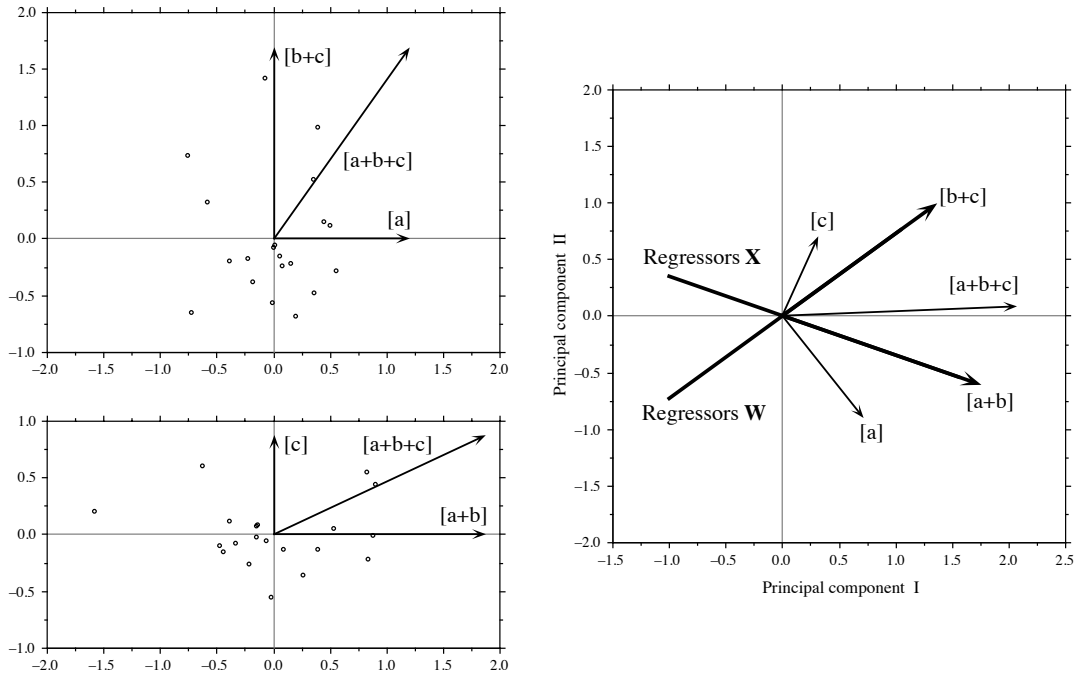 2.0
[b+c]
1.5
1.0
[a+b+c]
0.5
[a]
0.0
–0.5
–1.0
–2.0 –1.5 –1.0 –0.5 0.0 0.5 1.0 1.5 2.0
1.0
[c] [a+b+c]
0.5
[a+b]
0.0
–0.5
–1.0
–2.0 –1.5 –1.0 –0.5 0.0 0.5 1.0 1.5 2.0
2.0
1.5
1.0
[b+c]
[c]
0.5
Regressors X
[a+b+c]
0.0
Principal component II
–0.5
[a+b]
Regressors W
–1.0
[a]
–1.5
–2.0
–1.5 –1.0 –0.5 0.0 0.5 1.0 1.5 2.0 2.5
Principal component I